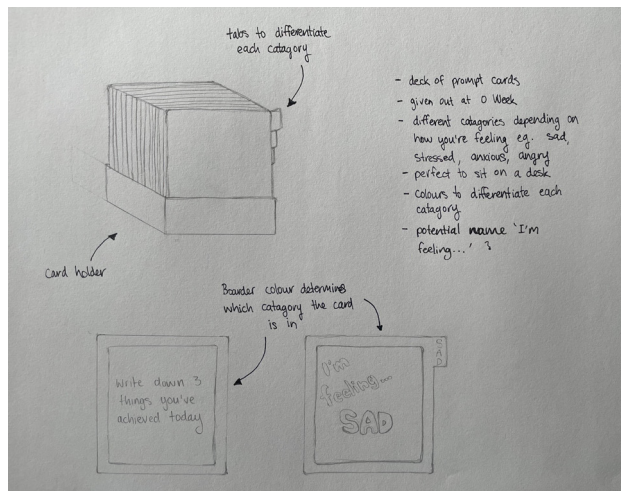 tabs to differentiate
each catagory
- deck of prompt cards
- given out at O Week
- different catagories depending on
how you're feeling eg. sad,
stressed, anxious, angry
- perfect to sit on a desk
- colours to differentiate each
catagory
- potential name 'I'm
feeling...'
Card holder
Boarder colour determines
which catagory the card
is in
write down 3
things you've
achieved today
I'm
feeling...
SAD
SAD